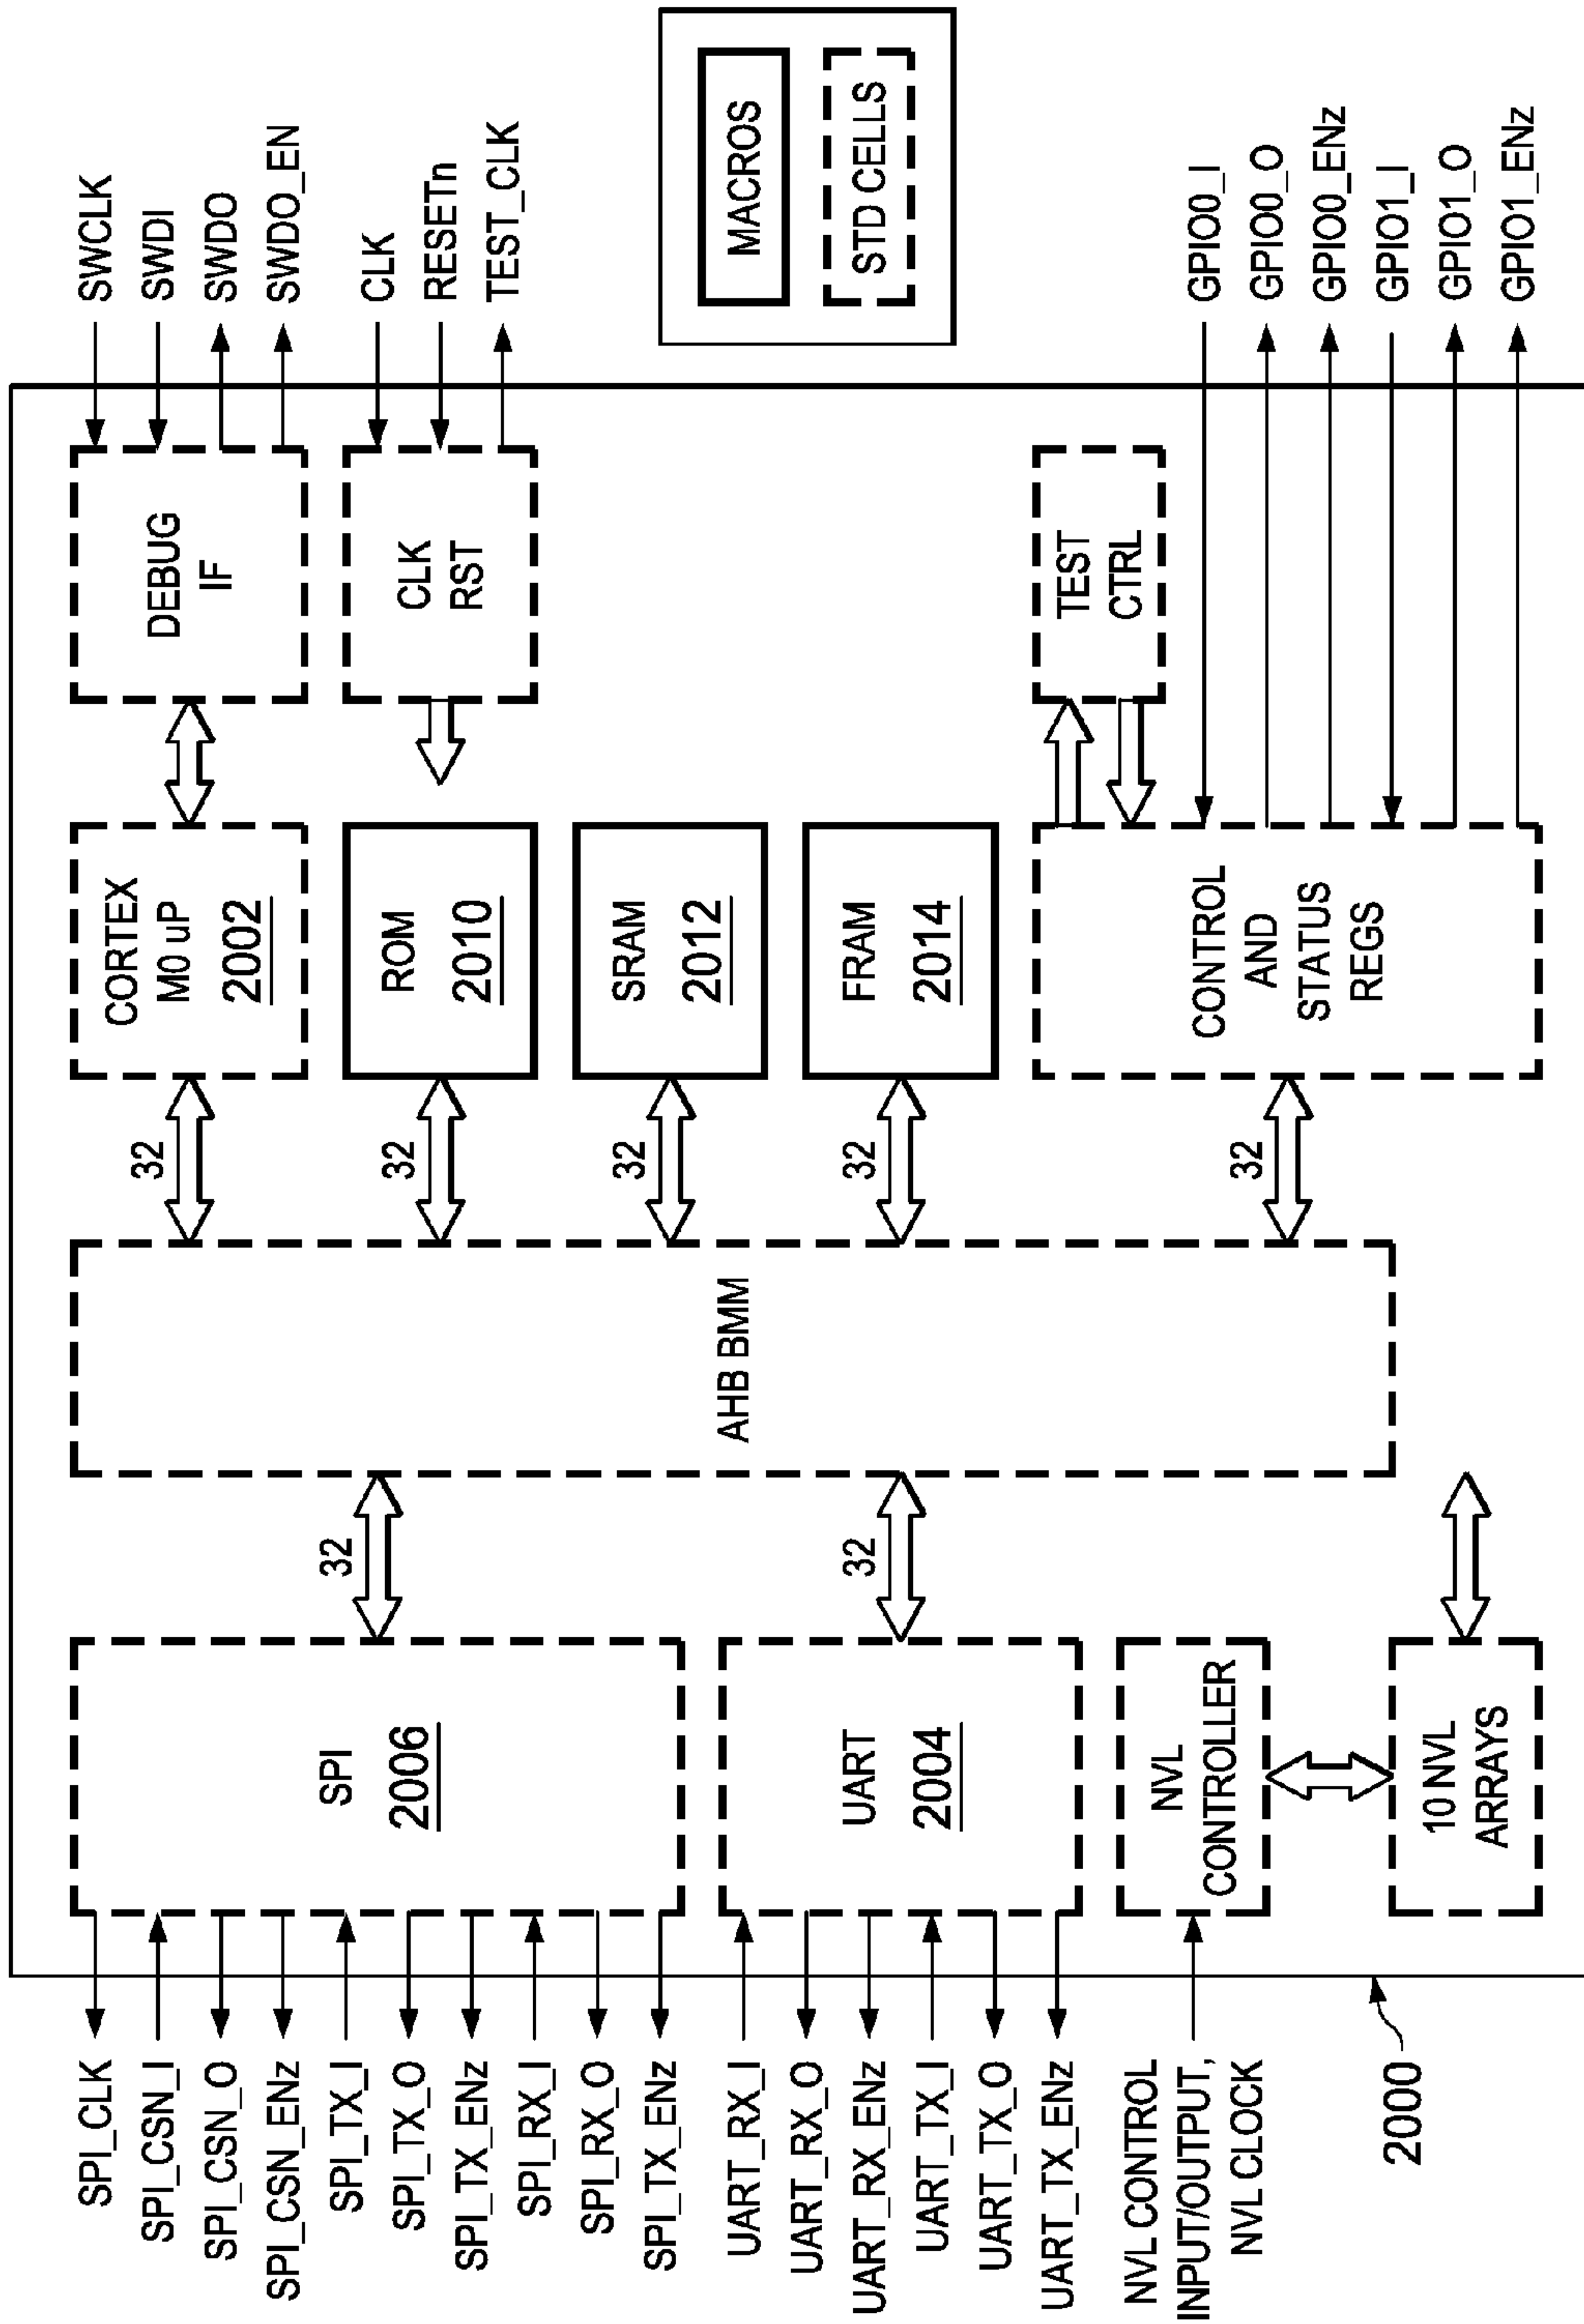 SPI_CLK
SPI_CSN_I
SPI_CSN_O
SPI_CSN_ENz
SPI_TX_I
SPI_TX_O
SPI_TX_ENz
SPI_RX_I
SPI_RX_O
SPI_TX_ENz
UART_RX_I
UART_RX_O
UART_RX_ENz
UART_TX_I
UART_TX_O
UART_TX_ENz
NVL CONTROL
INPUT/OUTPUT,
NVL CLOCK
2000
SPI
2006
UART
2004
NVL
CONTROLLER
10 NVL
ARRAYS
32
32
AHB BMM
32
32
32
32
32
CORTEX
M0 uP
2002
ROM
2010
SRAM
2012
FRAM
2014
CONTROL
AND
STATUS
REGS
DEBUG
IF
CLK
RST
TEST
CTRL
SWCLK
SWDI
SWDO
SWDO_EN
CLK
RESETn
TEST_CLK
MACROS
STD CELLS
GPIO0_I
GPIO0_O
GPIO0_ENz
GPIO1_I
GPIO1_O
GPIO1_ENz